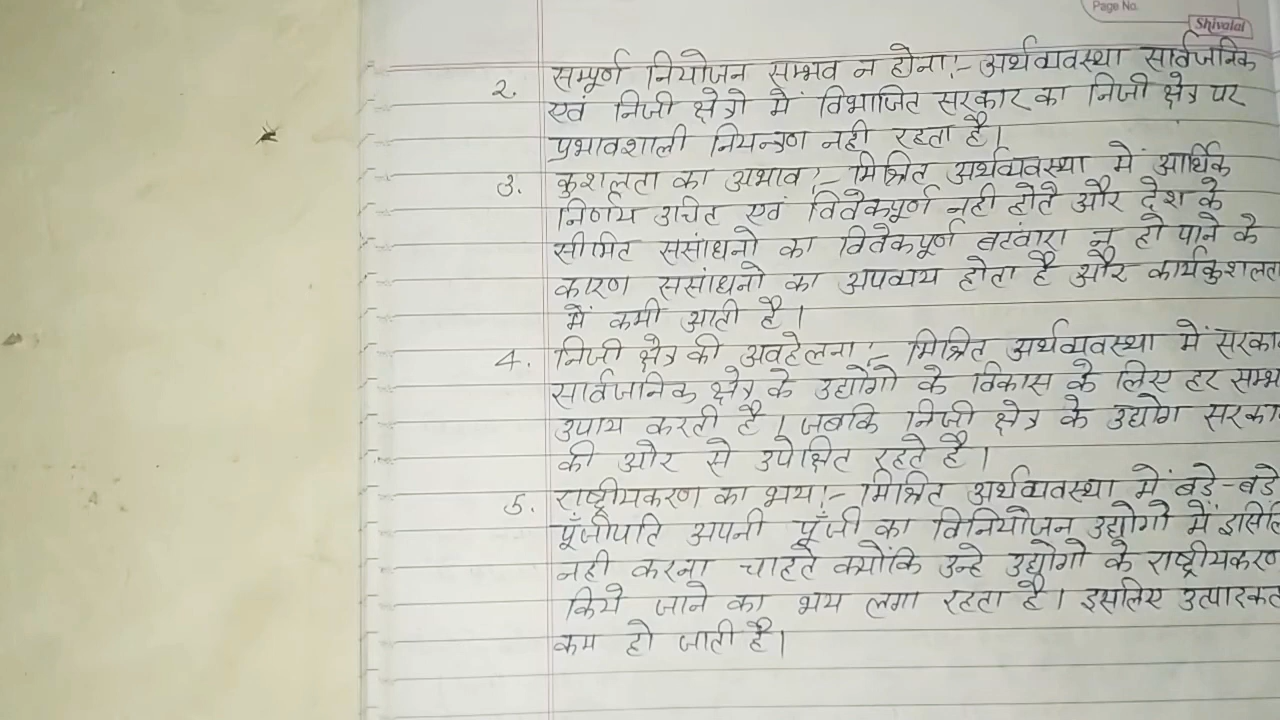 Page No.
Shivalal
2. सम्पूर्ण नियोजन सम्भव न होना:- अर्थव्यवस्था सार्वजनिक
एवं निजी क्षेत्रो में विभाजित सरकार का निजी क्षेत्र पर
प्रभावशाली नियन्त्रण नही रहता है।
3. कुशलता का अभाव:- मिश्रित अर्थव्यवस्था में आर्थिक
निर्णय उचित एवं विवेकपूर्ण नही होते और देश के
सीमित ससांधनो का विवेकपूर्ण बटवांरा न हो पाने के
कारण ससांधनो का अपव्यय होता है और कार्यकुशलता
में कमी आती है।
4. निजी क्षेत्र की अवहेलना:- मिश्रित अर्थव्यवस्था में सरका
सार्वजनिक क्षेत्र के उद्योगो के विकास के लिए हर सम्भ
उपाय करती है। जबकि निजी क्षेत्र के उद्योग सरका
की ओर से उपेक्षित रहते है।
5. राष्ट्रीयकरण का भय:- मिश्रित अर्थव्यवस्था में बड़े-बड़े
पूँजीपति अपनी पूँजी का विनियोजन उद्योगो में इसलि
नही करना चाहते क्योंकि उन्हे उद्योगो के राष्ट्रीयकरण
किये जाने का भय लगा रहता है। इसलिए उत्पादकत
कम हो जाती है।